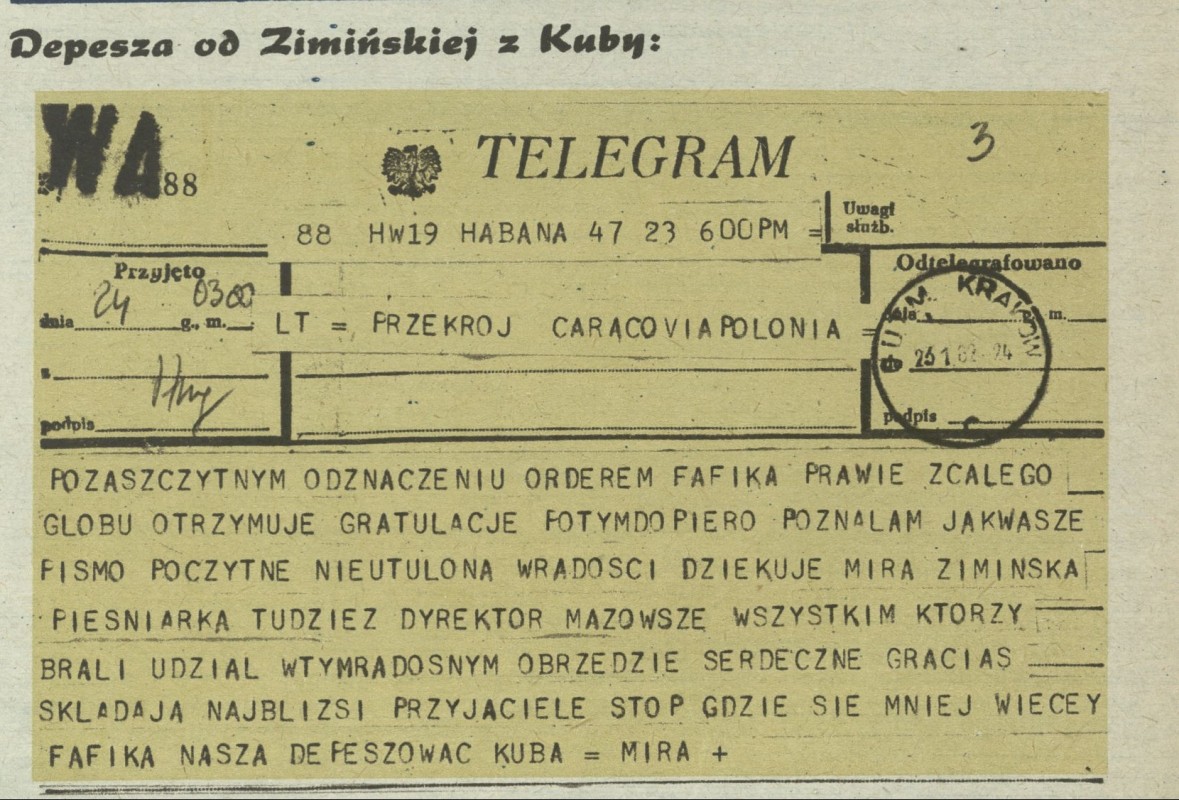 Depesza od Zimińskiej z Kuby:
WA
88
TELEGRAM
3
88 HW19 HABANA 47 23 600PM =
Uwagi
służb.
Przyjęto
dnia 24 g., m. 0300
LT = PRZEKROJ CARACOVIAPOLONIA =
Odtelegrafowano
m.
KRAKÓW
podpis
podpis
POZASZCZYTNYM ODZNACZENIU ORDEREM FAFIKA PRAWIE ZCALEGO
GLOBU OTRZYMUJE GRATULACJE POTYMDOPIERO POZNALAM JAKWASZE
PISMO POCZYTNE NIEUTULONA WRADOSCI DZIEKUJE MIRA ZIMINSKA
PIESNIARKA TUDZIEZ DYREKTOR MAZOWSZE WSZYSTKIM KTORZY
BRALI UDZIAL WTYMRADOSNYM OBRZEDZIE SERDECZNE GRACIAS
SKLADAJA NAJBLIZSI PRZYJACIELE STOP GDZIE SIE MNIEJ WIECEY
FAFIKA NASZA DEPESZOWAC KUBA = MIRA +